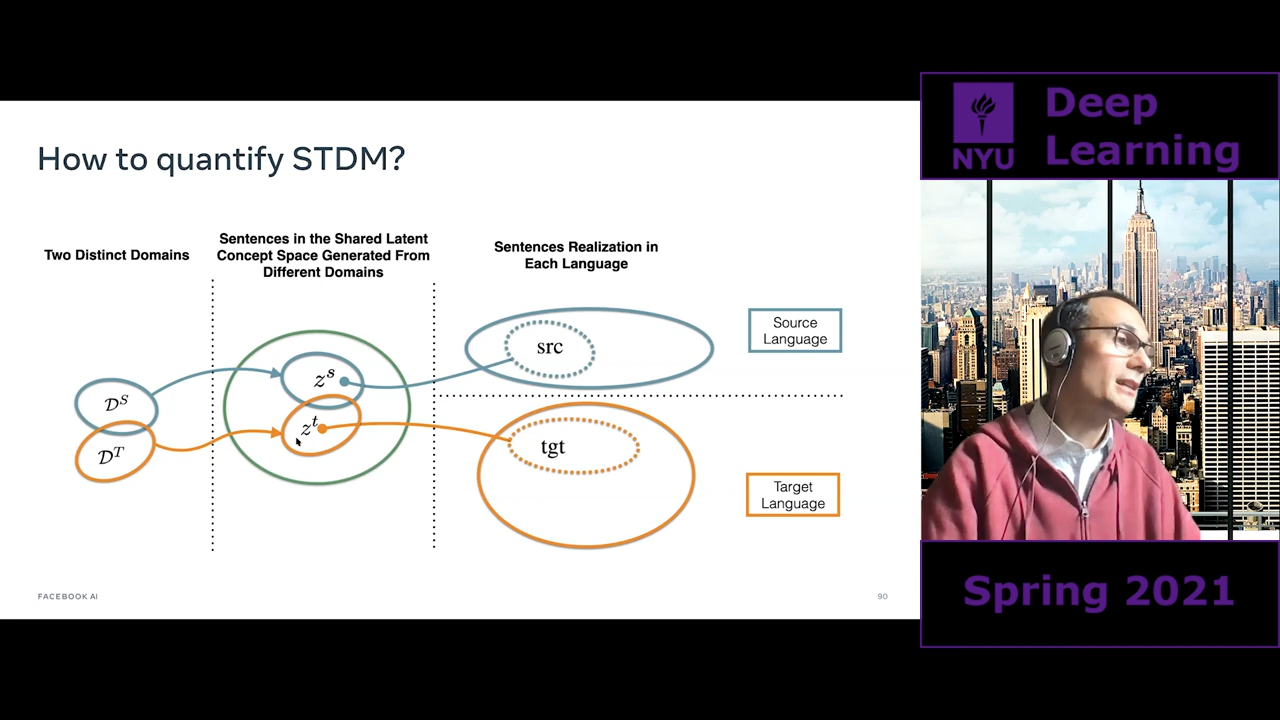 How to quantify STDM?
Two Distinct Domains
Sentences in the Shared Latent
Concept Space Generated From
Different Domains
Sentences Realization in
Each Language
D^S
D^T
z^s
z^t
src
tgt
Source
Language
Target
Language
FACEBOOK AI
90
NYU
Deep
Learning
Spring 2021